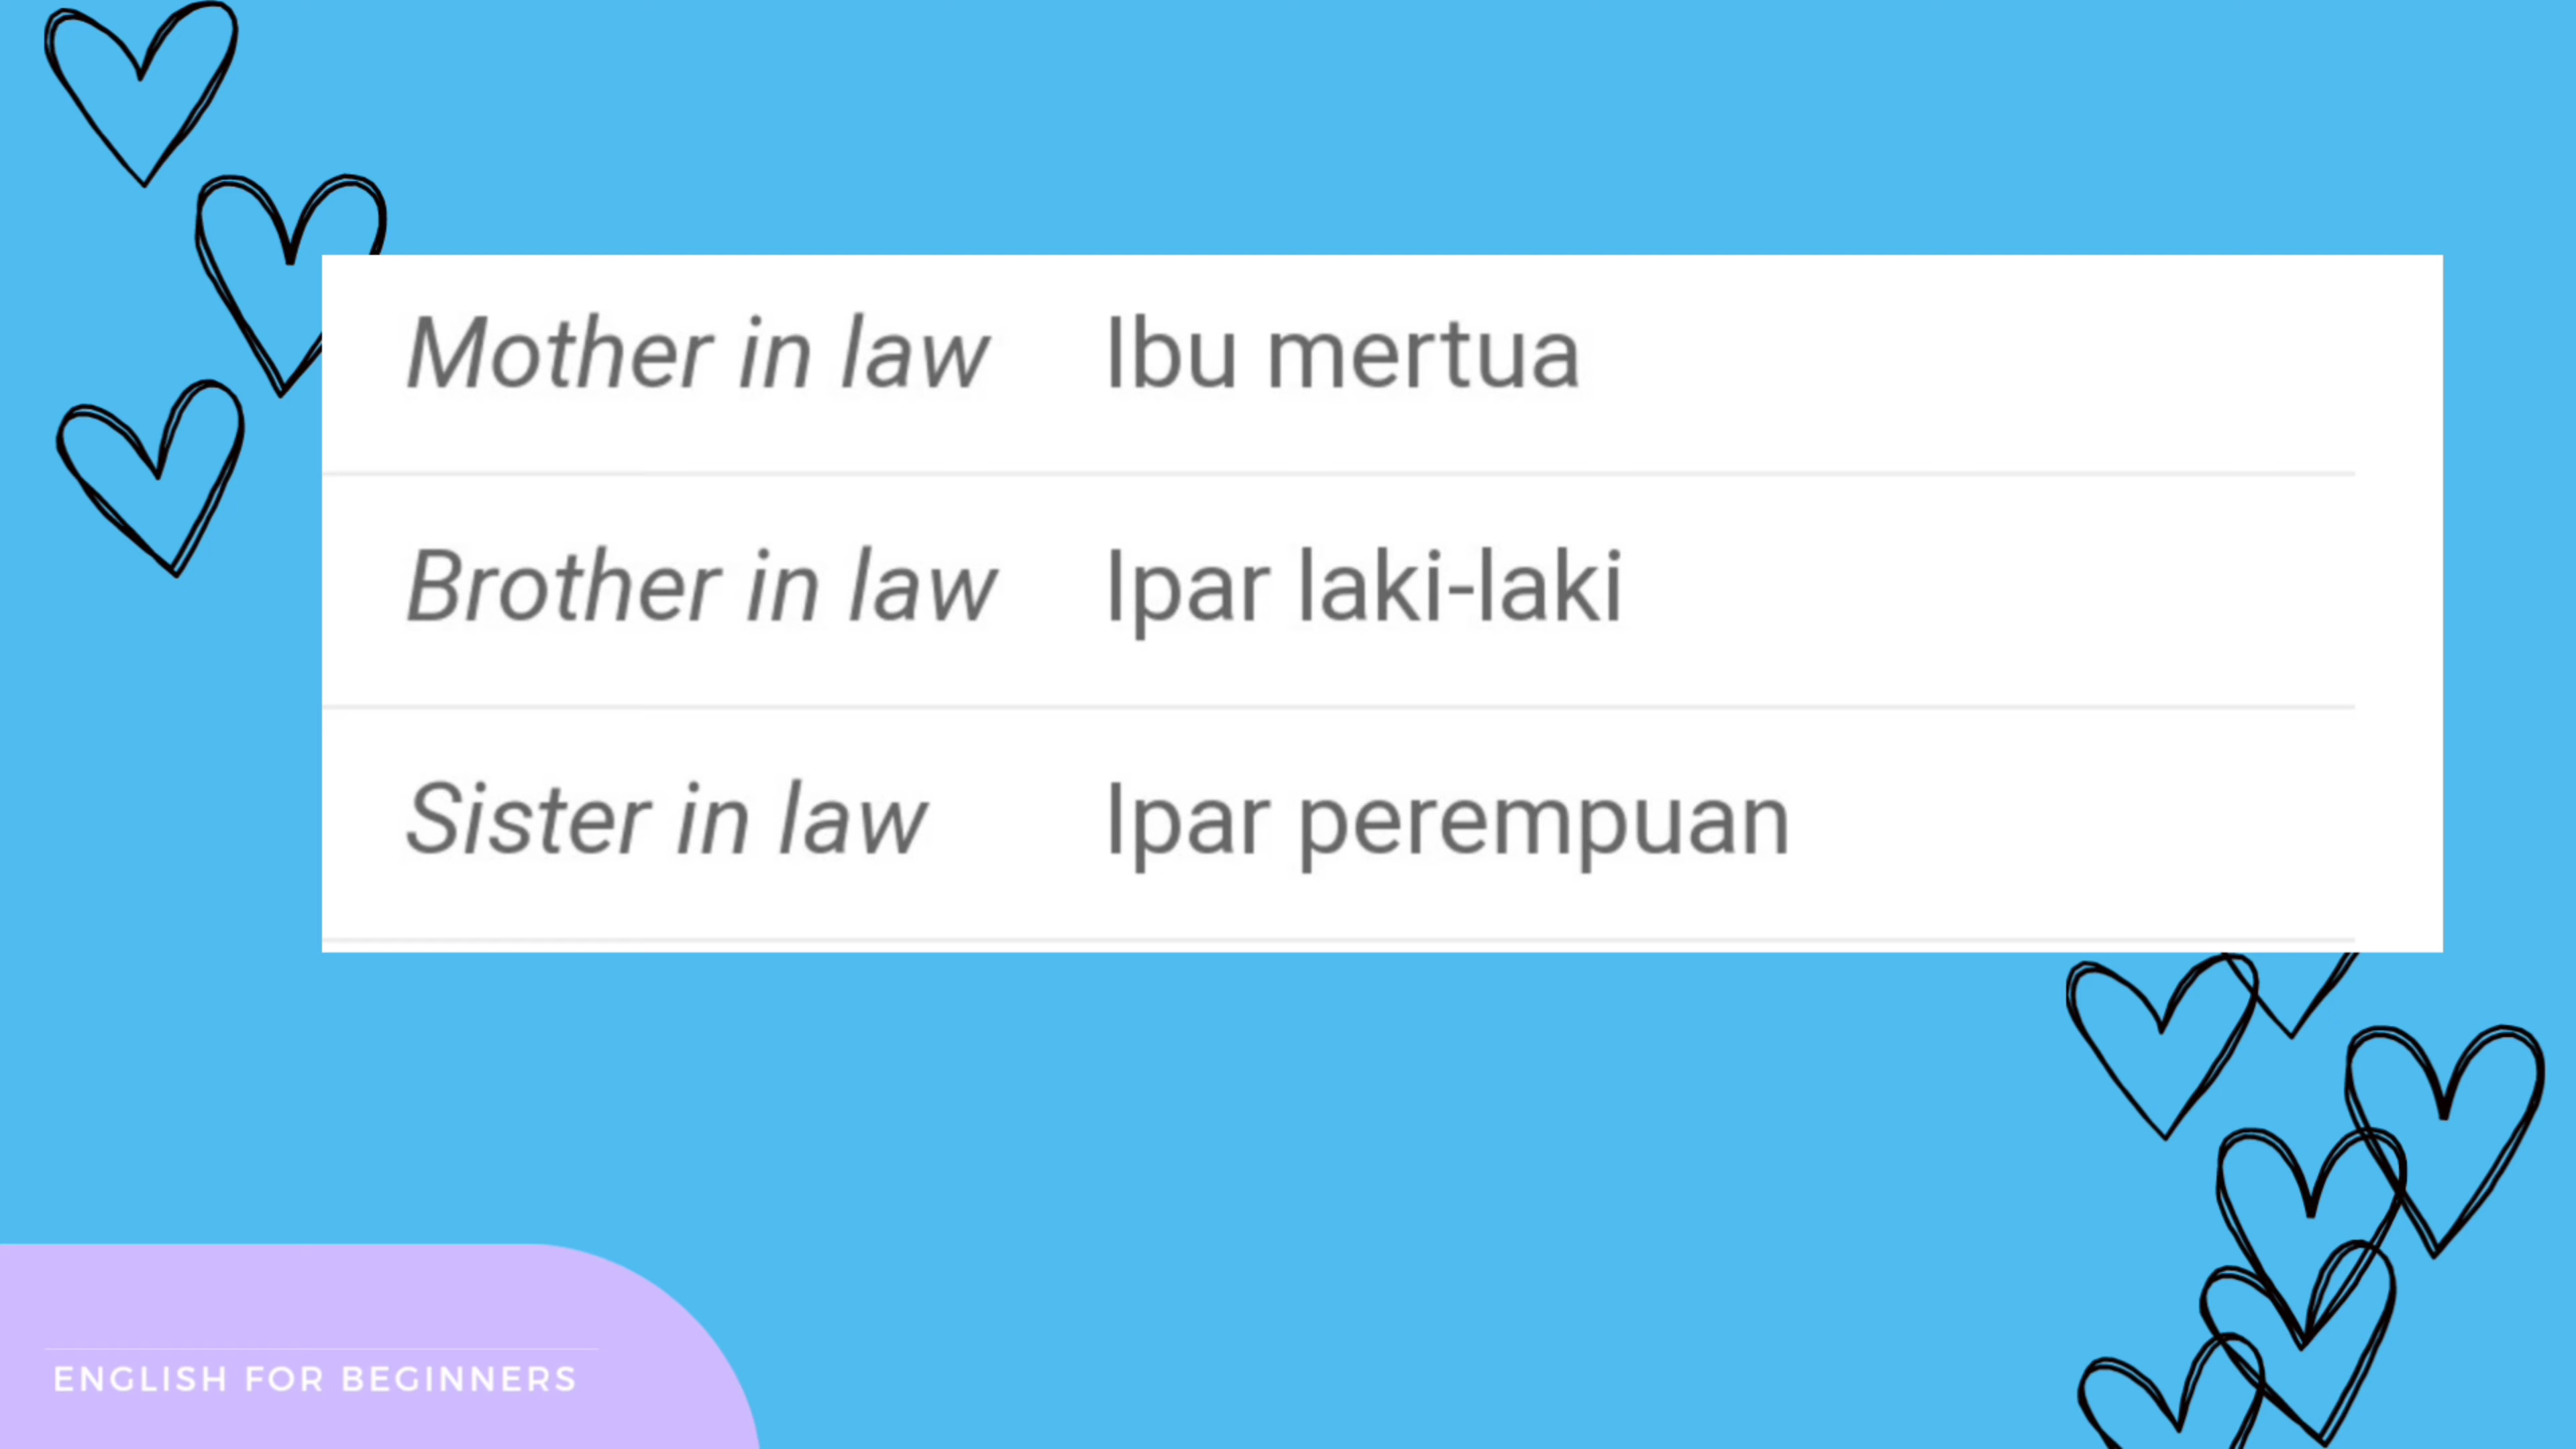 Mother in law Ibu mertua
Brother in law Ipar laki-laki
Sister in law Ipar perempuan
ENGLISH FOR BEGINNERS